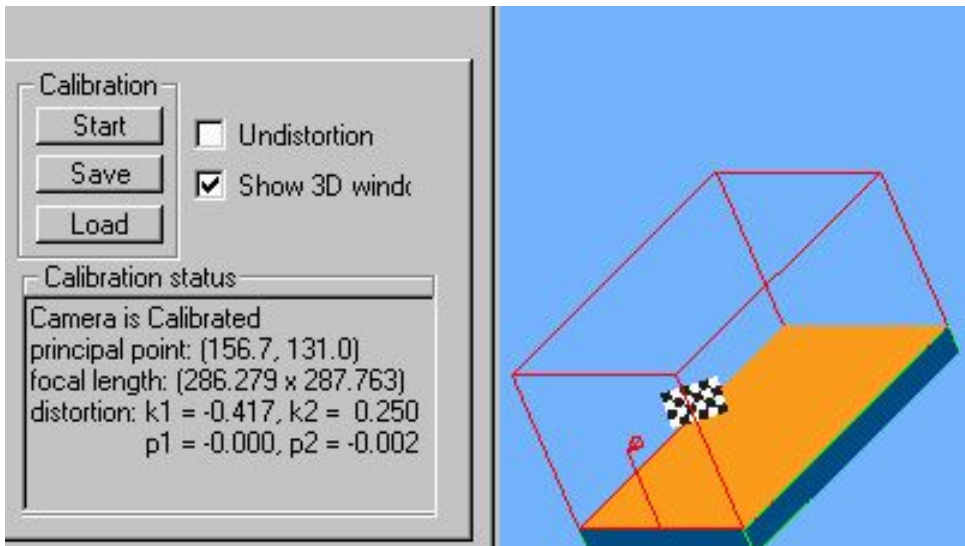 Calibration
Start
Save
Load
Undistortion
Show 3D wind
Calibration status
Camera is Calibrated
principal point: (156.7, 131.0)
focal length: (286.279 x 287.763)
distortion: k1 = -0.417, k2 = 0.250
p1 = -0.000, p2 = -0.002